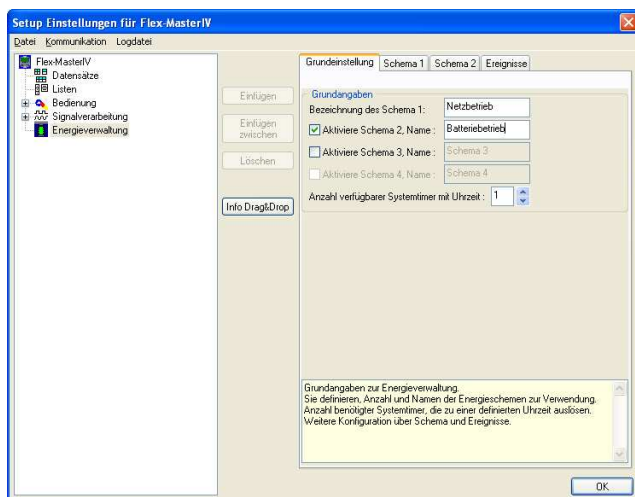 Setup Einstellungen für Flex-MasterIV
Datei Kommunikation Logdatei
Flex-MasterIV
Datensätze
Listen
Bedienung
Signalverarbeitung
Energieverwaltung
Einfügen
Einfügen
zwischen
Löschen
Info Drag&Drop
Grundeinstellung Schema 1 Schema 2 Ereignisse
Grundangaben
Bezeichnung des Schema 1: Netzbetrieb
Aktiviere Schema 2, Name : Batteriebetrieb
Aktiviere Schema 3, Name : Schema 3
Aktiviere Schema 4, Name : Schema 4
Anzahl verfügbarer Systemtimer mit Uhrzeit : 1
Grundangaben zur Energieverwaltung.
Sie definieren, Anzahl und Namen der Energieschemen zur Verwendung.
Anzahl benötigter Systemtimer, die zu einer definierten Uhrzeit auslösen.
Weitere Konfiguration über Schema und Ereignisse.
OK